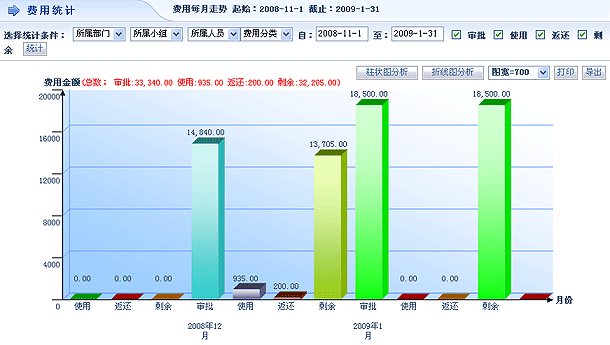 费用统计
费用每月走势 起始：2008-11-1 截止：2009-1-31
选择统计条件： 所属部门 所属小组 所属人员 费用分类 自： 2008-11-1 至： 2009-1-31 审批 使用 返还 剩
余 统计
柱状图分析 折线图分析 图宽=700 打印 导出
费用金额(总数： 审批:33,340.00 使用:935.00 返还:200.00 剩余:32,205.00)
20000
16000
12000
8000
4000
0
0.00 0.00 0.00 14,840.00 935.00 200.00 13,705.00 18,500.00 0.00 0.00 18,500.00
使用 返还 剩余 审批 使用 返还 剩余 审批 使用 返还 剩余
月份
2008年12
月
2009年1
月